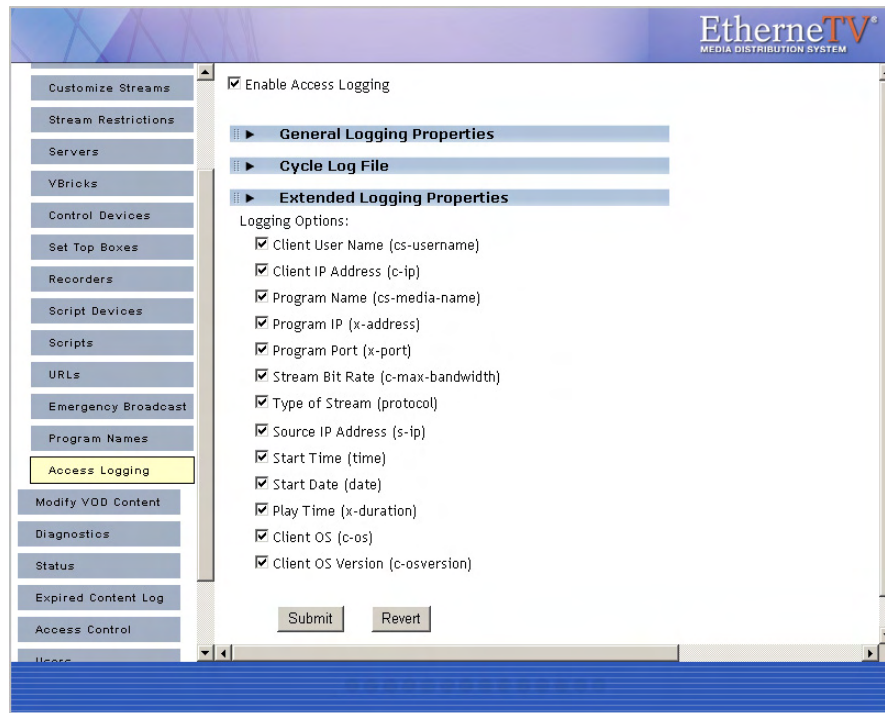 EtherneTV®
MEDIA DISTRIBUTION SYSTEM
Customize Streams
Stream Restrictions
Servers
VBricks
Control Devices
Set Top Boxes
Recorders
Script Devices
Scripts
URLs
Emergency Broadcast
Program Names
Access Logging
Modify VOD Content
Diagnostics
Status
Expired Content Log
Access Control
Users
Enable Access Logging
General Logging Properties
Cycle Log File
Extended Logging Properties
Logging Options:
Client User Name (cs-username)
Client IP Address (c-ip)
Program Name (cs-media-name)
Program IP (x-address)
Program Port (x-port)
Stream Bit Rate (c-max-bandwidth)
Type of Stream (protocol)
Source IP Address (s-ip)
Start Time (time)
Start Date (date)
Play Time (x-duration)
Client OS (c-os)
Client OS Version (c-osversion)
Submit Revert